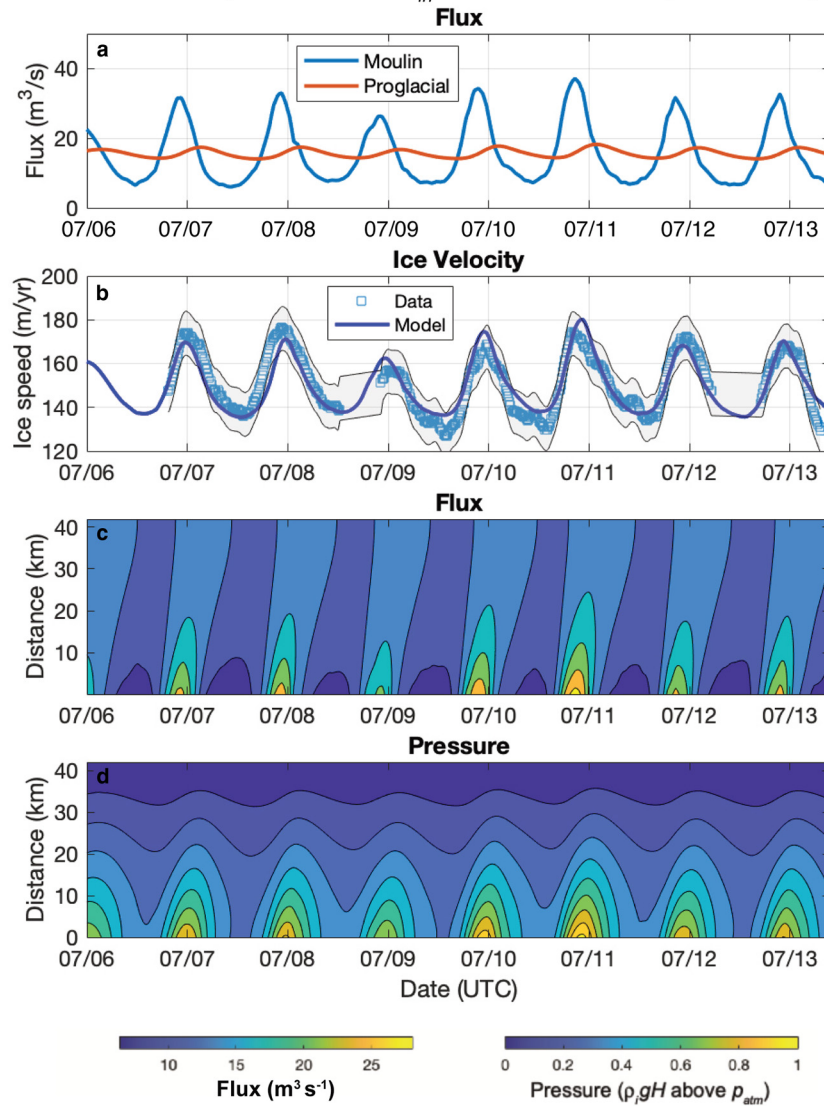 in
Flux
a
Moulin
Proglacial
Flux (m³/s)
40
20
0
07/06 07/07 07/08 07/09 07/10 07/11 07/12 07/13
Ice Velocity
b
Data
Model
Ice speed (m/yr)
200
180
160
140
120
07/06 07/07 07/08 07/09 07/10 07/11 07/12 07/13
Flux
c
Distance (km)
40
30
20
10
07/06 07/07 07/08 07/09 07/10 07/11 07/12 07/13
Pressure
d
Distance (km)
40
30
20
10
0
07/06 07/07 07/08 07/09 07/10 07/11 07/12 07/13
Date (UTC)
10 15 20 25
Flux (m³ s⁻¹)
0 0.2 0.4 0.6 0.8 1
Pressure (ρᵢgH above pₐₜₘ)